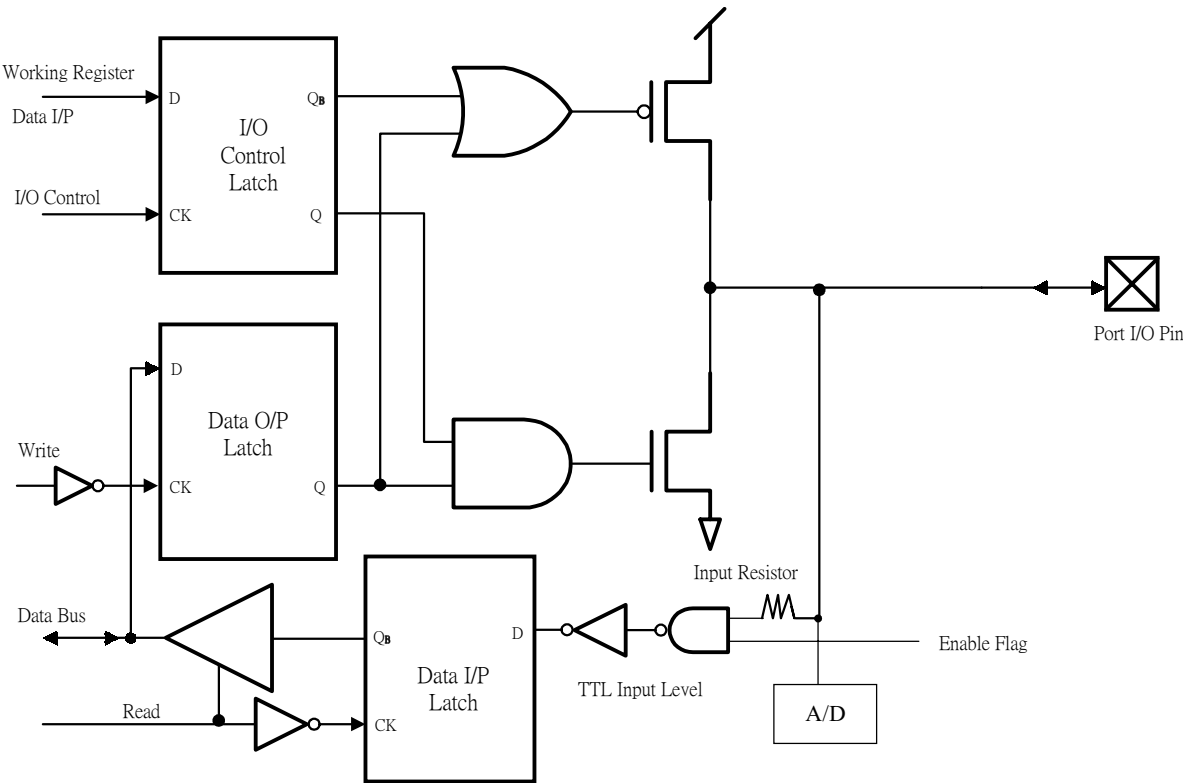 Working Register
Data I/P
D
QB
I/O
Control
Latch
I/O Control
CK
Q
Port I/O Pin
D
Data O/P
Latch
Write
CK
Q
Input Resistor
Data Bus
QB
D
Enable Flag
Data I/P
Latch
TTL Input Level
Read
CK
A/D